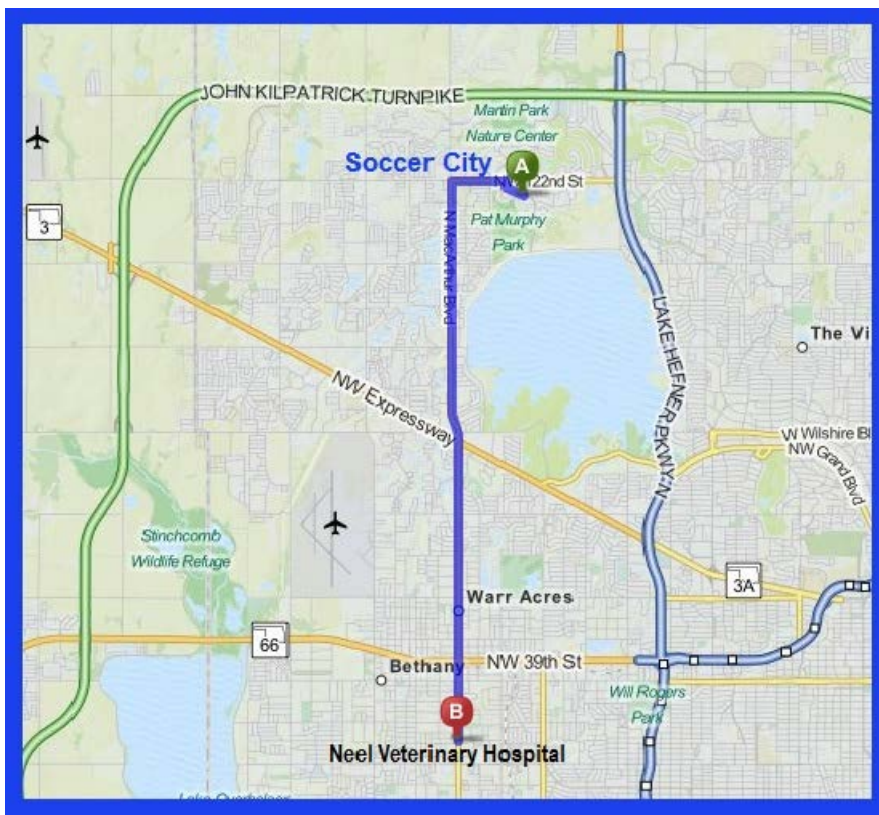 JOHN KILPATRICK TURNPIKE
Martin Park
Nature Center
Soccer City
A
NW 122nd St
3
Pat Murphy
Park
N MacArthur Blvd
LAKE HEFNER PKWY N
The Vi
NW Expressway
W Wilshire Bl
NW Grand Blvd
Stinchcomb
Wildlife Refuge
3A
Warr Acres
66
NW 39th St
Bethany
Will Rogers
Park
B
Neel Veterinary Hospital
Lake Overholser